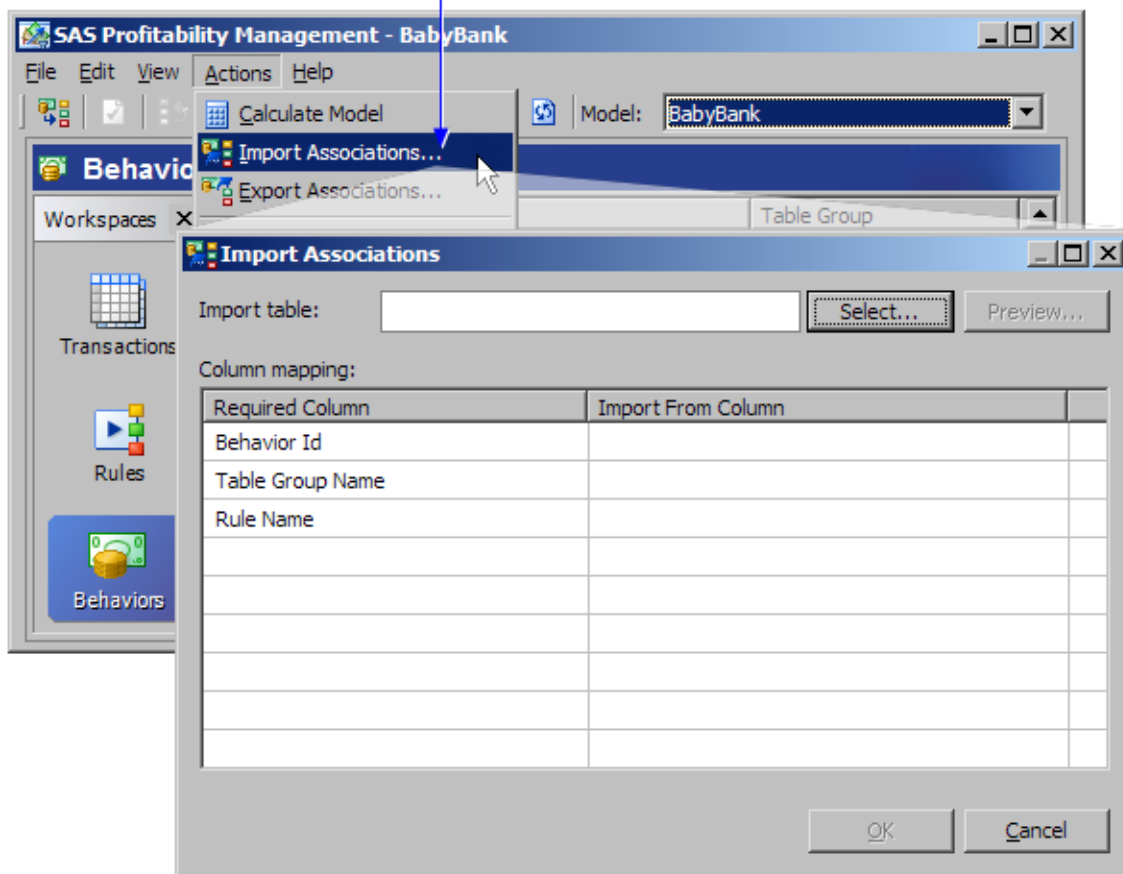 SAS Profitability Management - BabyBank
File Edit View Actions Help
Calculate Model
Model: BabyBank
Import Associations...
Behavio
Export Associations...
Workspaces
Table Group
Import Associations
Import table:
Select...
Preview...
Transactions
Column mapping:
Required Column Import From Column
Behavior Id
Table Group Name
Rules
Rule Name
Behaviors
OK
Cancel